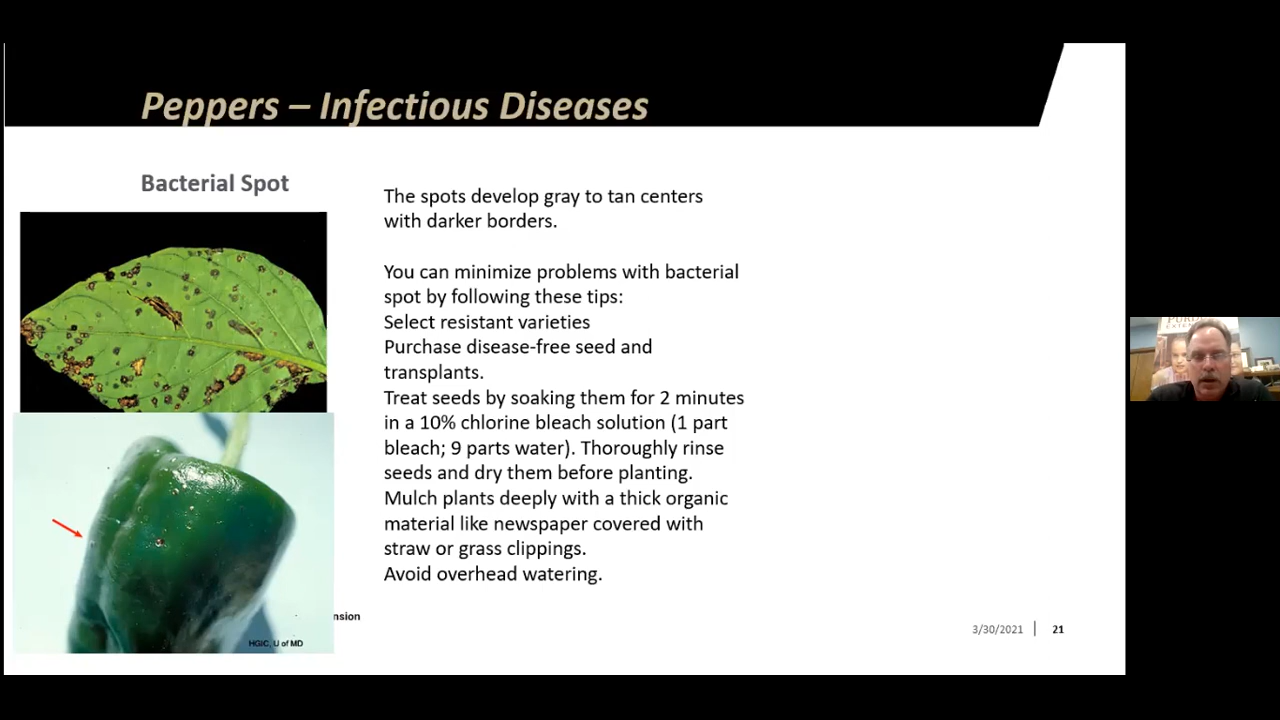 Peppers – Infectious Diseases
Bacterial Spot
The spots develop gray to tan centers
with darker borders.
You can minimize problems with bacterial
spot by following these tips:
Select resistant varieties
Purchase disease-free seed and
transplants.
Treat seeds by soaking them for 2 minutes
in a 10% chlorine bleach solution (1 part
bleach; 9 parts water). Thoroughly rinse
seeds and dry them before planting.
Mulch plants deeply with a thick organic
material like newspaper covered with
straw or grass clippings.
Avoid overhead watering.
nsion
HGIC, U of MD
3/30/2021
21